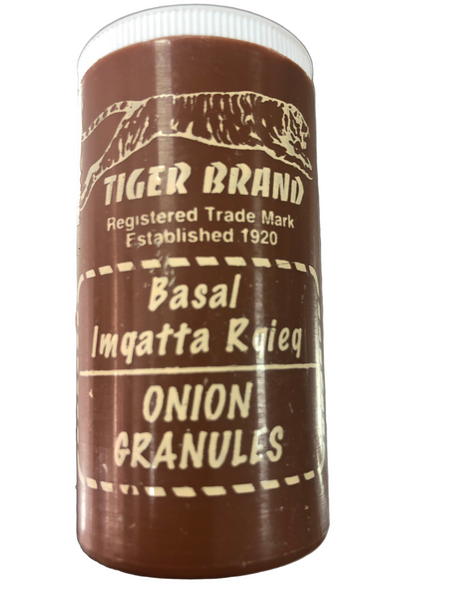 TIGER BRAND
Registered Trade Mark
Established 1920
Basal
Imqatta Rqieq
ONION
GRANULES